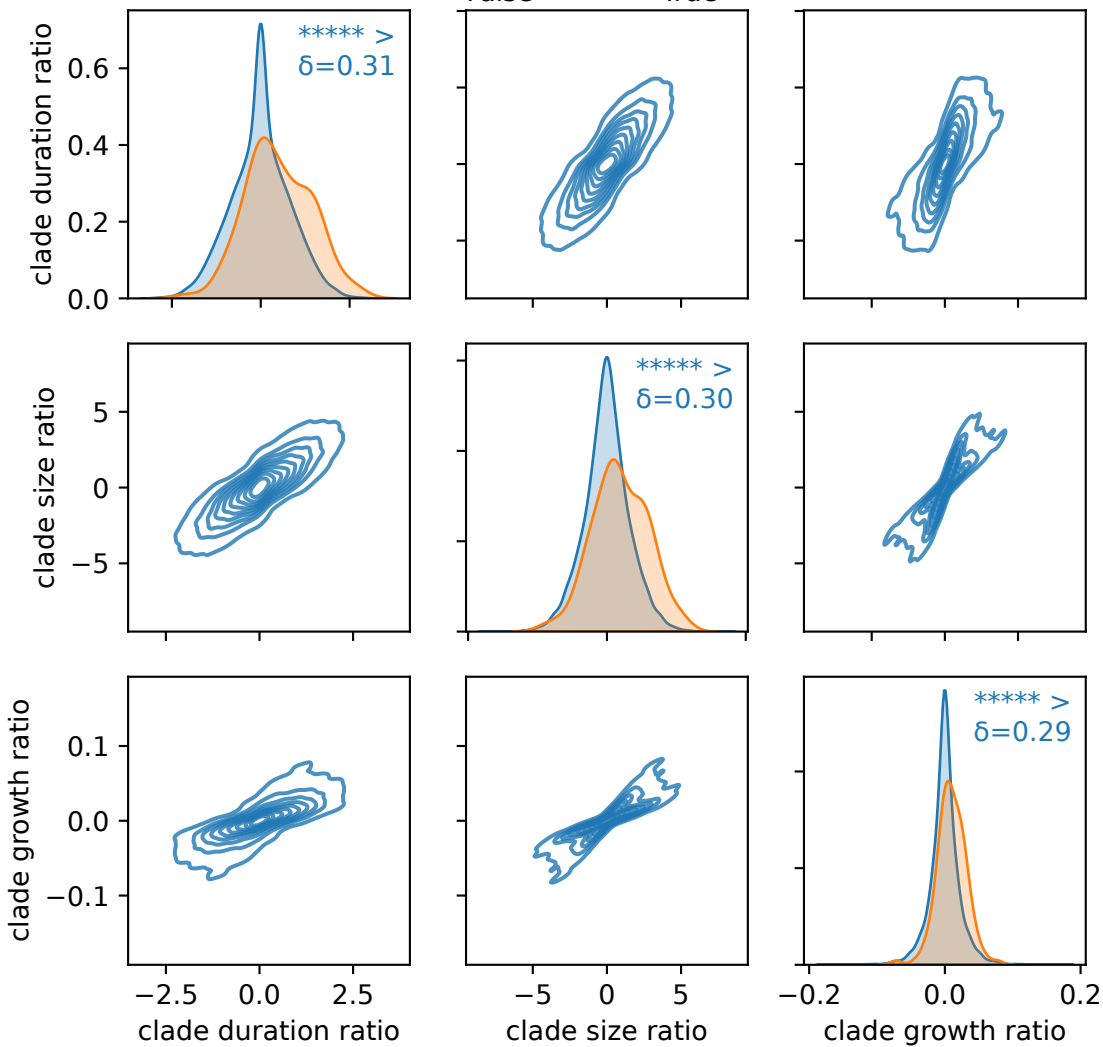 ***** >
δ=0.31
clade duration ratio
0.6
0.4
0.2
0.0
***** >
δ=0.30
clade size ratio
5
0
−5
***** >
δ=0.29
clade growth ratio
0.1
0.0
−0.1
−2.5 0.0 2.5
−5 0 5
−0.2 0.0 0.2
clade duration ratio
clade size ratio
clade growth ratio